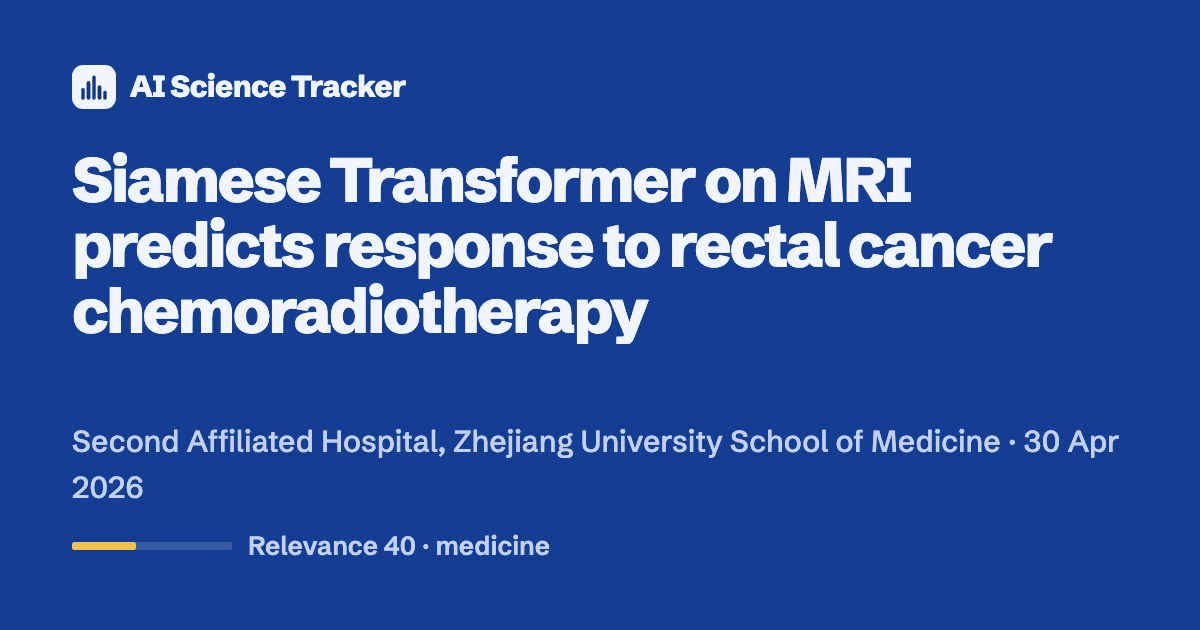 AI Science Tracker
Siamese Transformer on MRI
predicts response to rectal cancer
chemoradiotherapy
Second Affiliated Hospital, Zhejiang University School of Medicine · 30 Apr
2026
Relevance 40 · medicine